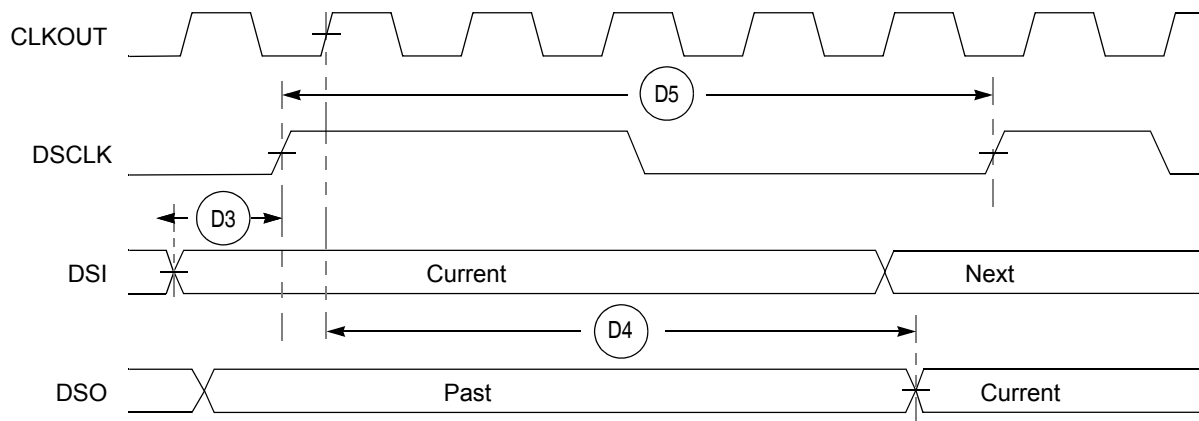 CLKOUT
D5
DSCLK
D3
DSI
Current
Next
D4
DSO
Past
Current